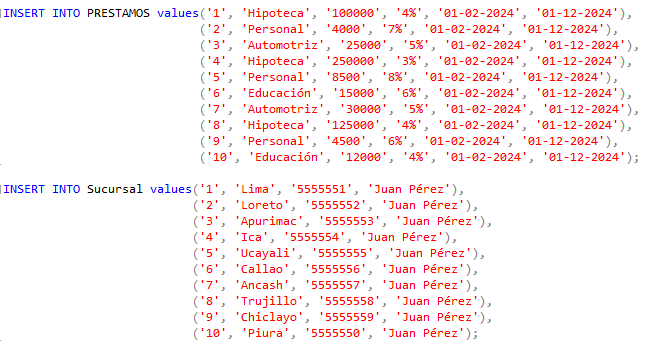 INSERT INTO PRESTAMOS values('1', 'Hipoteca', '100000', '4%', '01-02-2024', '01-12-2024'),
('2', 'Personal', '4000', '7%', '01-02-2024', '01-12-2024'),
('3', 'Automotriz', '25000', '5%', '01-02-2024', '01-12-2024'),
('4', 'Hipoteca', '250000', '3%', '01-02-2024', '01-12-2024'),
('5', 'Personal', '8500', '8%', '01-02-2024', '01-12-2024'),
('6', 'Educación', '15000', '6%', '01-02-2024', '01-12-2024'),
('7', 'Automotriz', '30000', '5%', '01-02-2024', '01-12-2024'),
('8', 'Hipoteca', '125000', '4%', '01-02-2024', '01-12-2024'),
('9', 'Personal', '4500', '6%', '01-02-2024', '01-12-2024'),
('10', 'Educación', '12000', '4%', '01-02-2024', '01-12-2024');
INSERT INTO Sucursal values('1', 'Lima', '5555551', 'Juan Pérez'),
('2', 'Loreto', '5555552', 'Juan Pérez'),
('3', 'Apurimac', '5555553', 'Juan Pérez'),
('4', 'Ica', '5555554', 'Juan Pérez'),
('5', 'Ucayali', '5555555', 'Juan Pérez'),
('6', 'Callao', '5555556', 'Juan Pérez'),
('7', 'Ancash', '5555557', 'Juan Pérez'),
('8', 'Trujillo', '5555558', 'Juan Pérez'),
('9', 'Chiclayo', '5555559', 'Juan Pérez'),
('10', 'Piura', '5555550', 'Juan Pérez');